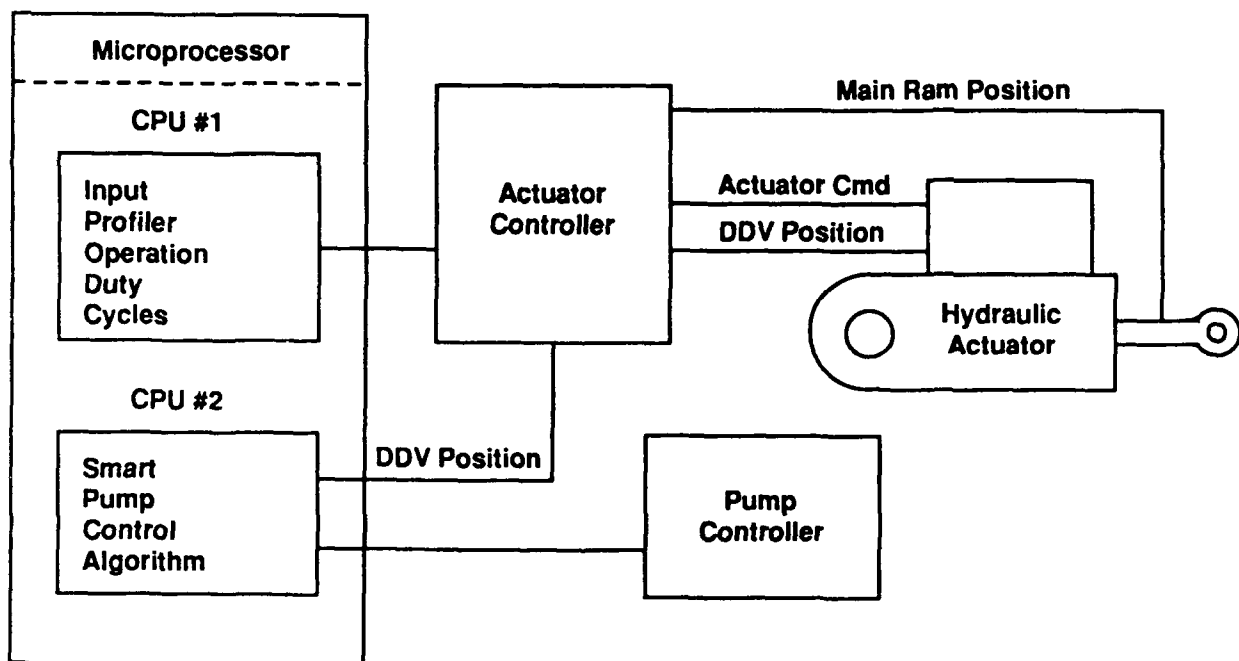 Microprocessor
CPU #1
Input
Profiler
Operation
Duty
Cycles
Actuator
Controller
Main Ram Position
Actuator Cmd
DDV Position
Hydraulic
Actuator
CPU #2
Smart
Pump
Control
Algorithm
DDV Position
Pump
Controller